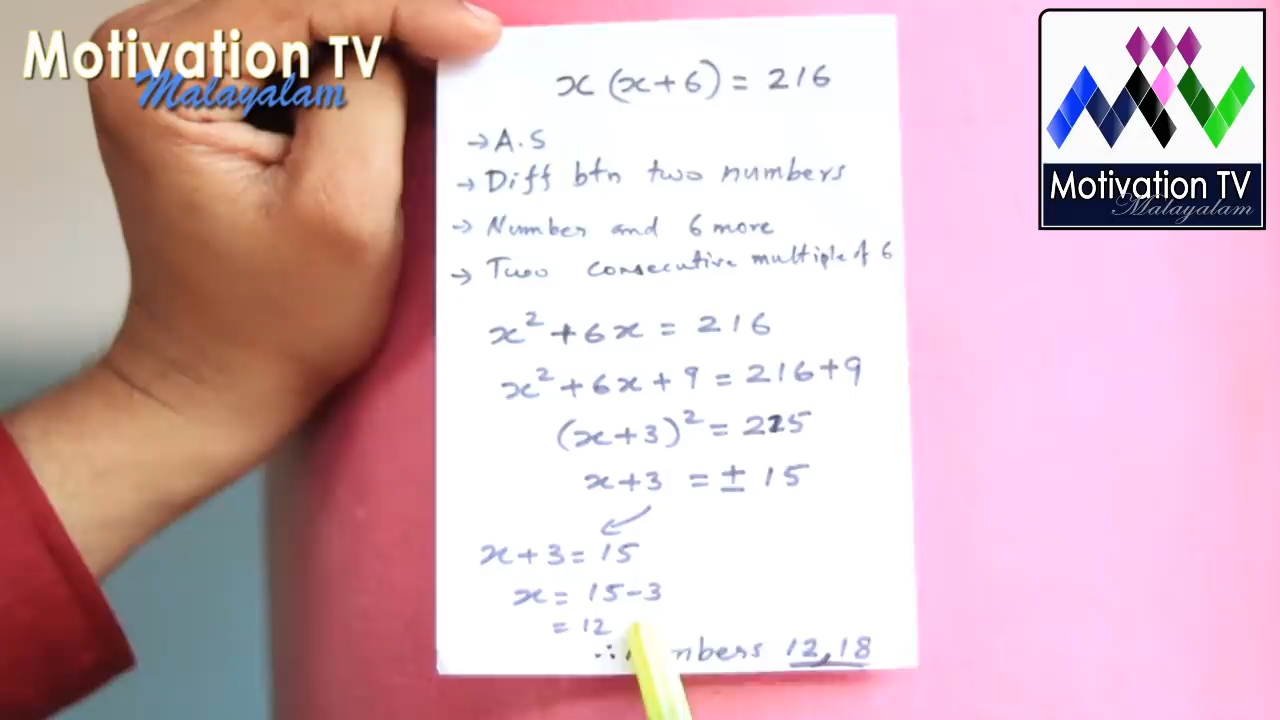 Motivation TV
Malayalam
x (x+6) = 216
→ A.S
→ Diff btn two numbers
→ Number and 6 more
→ Two consecutive multiple of 6
x² + 6x = 216
x² + 6x + 9 = 216+9
(x+3)² = 225
x+3 = ± 15
x+3 = 15
x = 15-3
= 12
∴ 12, 18
Motivation TV
Malayalam